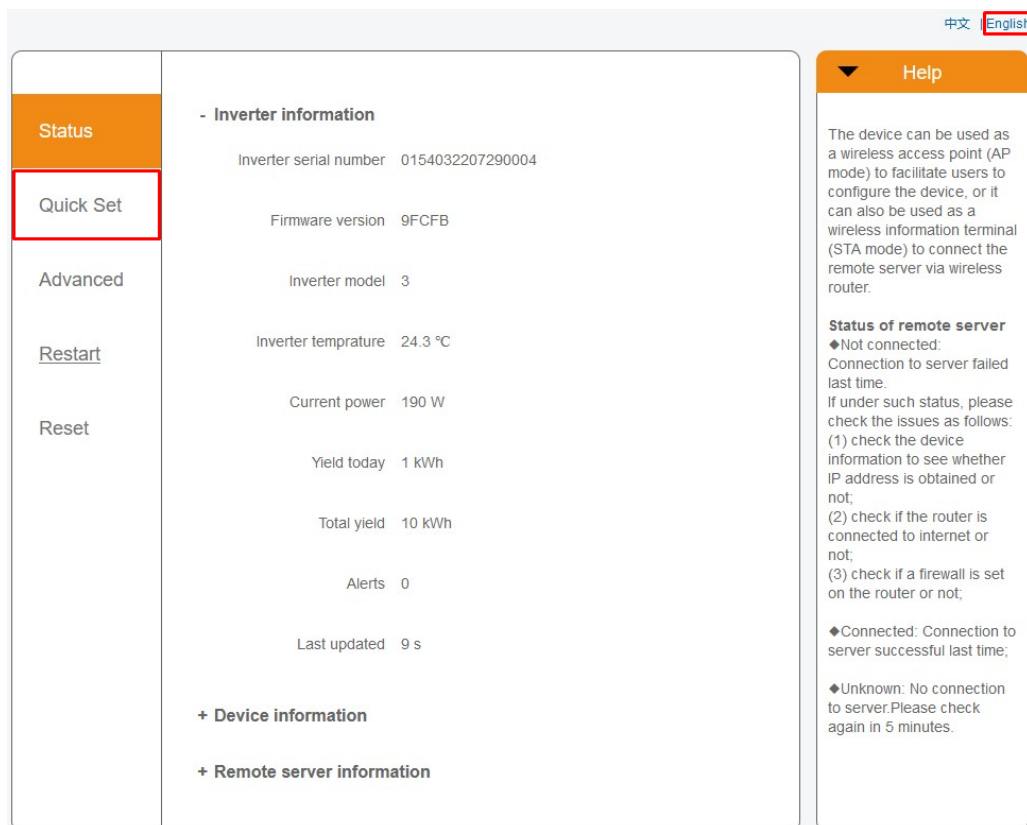 中文 | English
Status
Quick Set
Advanced
Restart
Reset
- Inverter information
Inverter serial number 0154032207290004
Firmware version 9FCFB
Inverter model 3
Inverter temprature 24.3 ℃
Current power 190 W
Yield today 1 kWh
Total yield 10 kWh
Alerts 0
Last updated 9 s
+ Device information
+ Remote server information
Help
The device can be used as
a wireless access point (AP
mode) to facilitate users to
configure the device, or it
can also be used as a
wireless information terminal
(STA mode) to connect the
remote server via wireless
router.
Status of remote server
◆Not connected:
Connection to server failed
last time.
If under such status, please
check the issues as follows:
(1) check the device
information to see whether
IP address is obtained or
not;
(2) check if the router is
connected to internet or
not;
(3) check if a firewall is set
on the router or not;
◆Connected: Connection to
server successful last time;
◆Unknown: No connection
to server.Please check
again in 5 minutes.